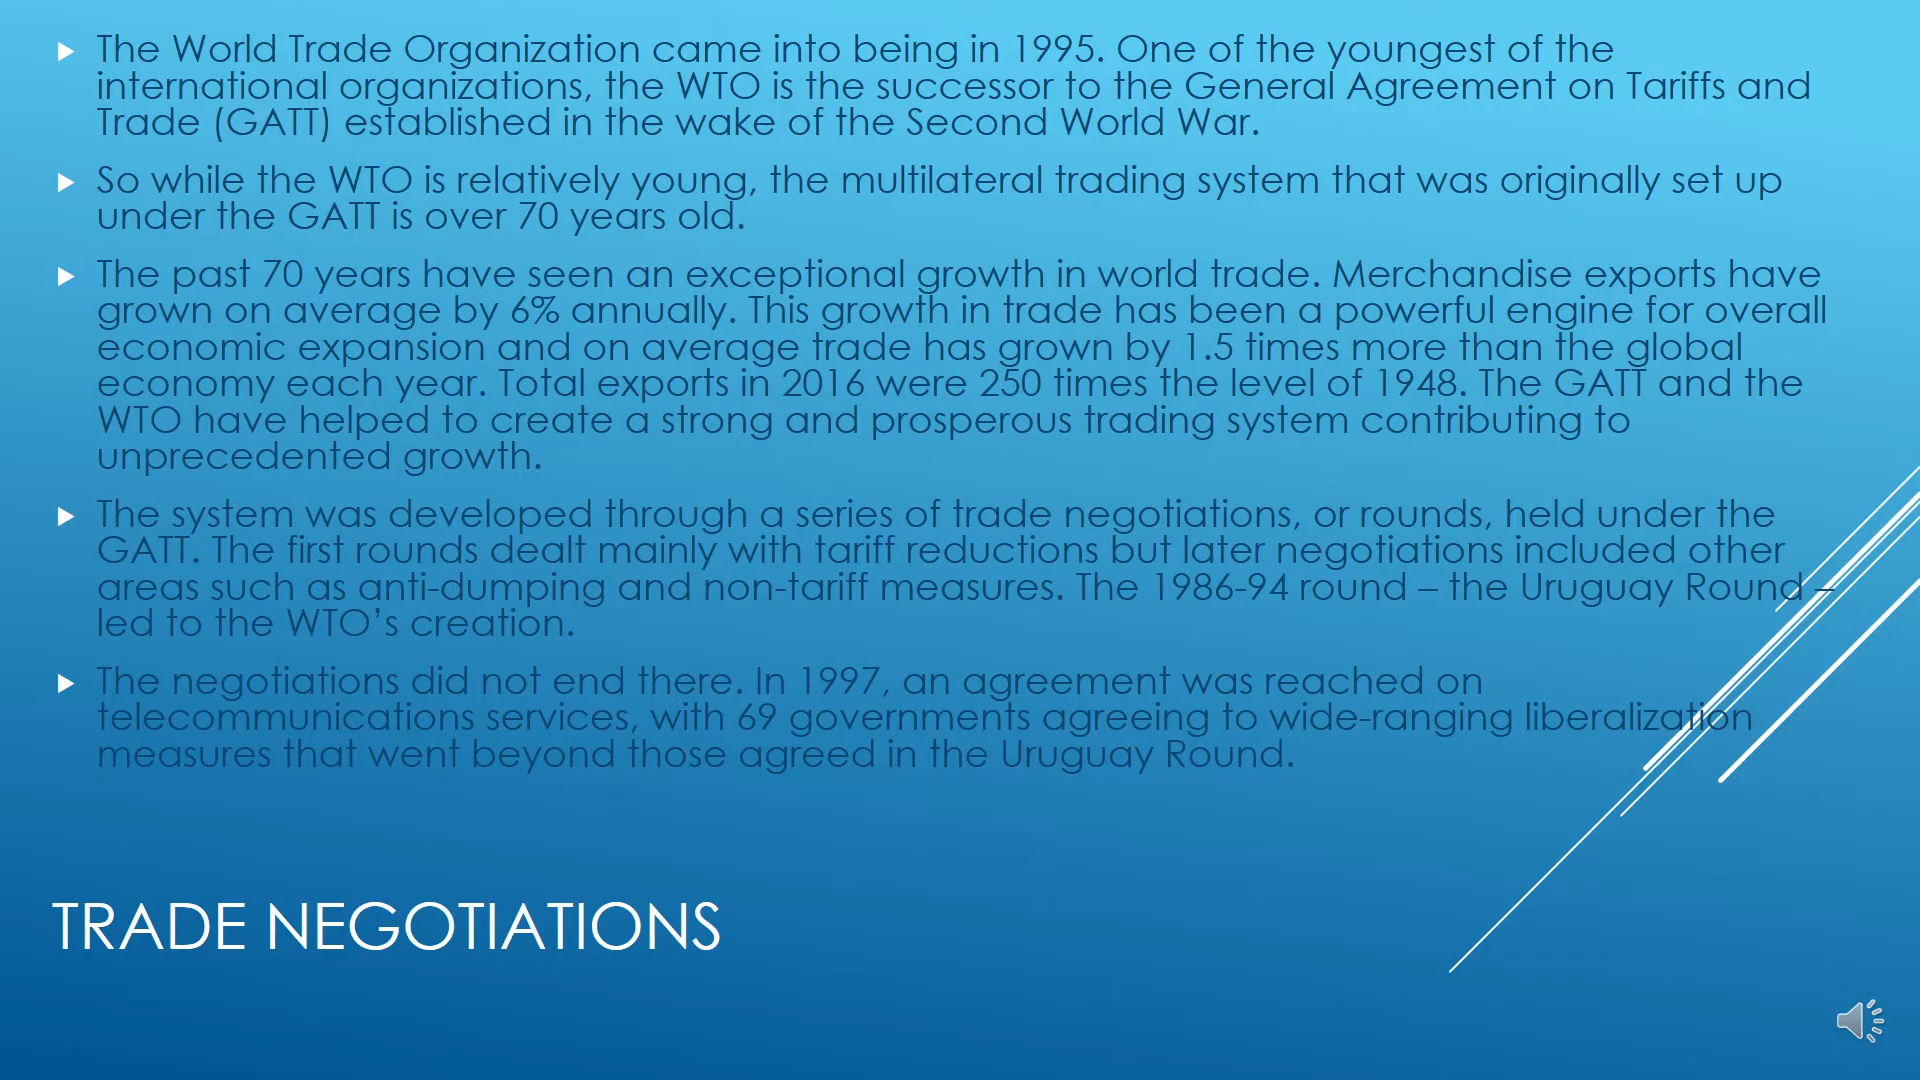 The World Trade Organization came into being in 1995. One of the youngest of the
international organizations, the WTO is the successor to the General Agreement on Tariffs and
Trade (GATT) established in the wake of the Second World War.
So while the WTO is relatively young, the multilateral trading system that was originally set up
under the GATT is over 70 years old.
The past 70 years have seen an exceptional growth in world trade. Merchandise exports have
grown on average by 6% annually. This growth in trade has been a powerful engine for overall
economic expansion and on average trade has grown by 1.5 times more than the global
economy each year. Total exports in 2016 were 250 times the level of 1948. The GATT and the
WTO have helped to create a strong and prosperous trading system contributing to
unprecedented growth.
The system was developed through a series of trade negotiations, or rounds, held under the
GATT. The first rounds dealt mainly with tariff reductions but later negotiations included other
areas such as anti-dumping and non-tariff measures. The 1986-94 round – the Uruguay Round –
led to the WTO’s creation.
The negotiations did not end there. In 1997, an agreement was reached on
telecommunications services, with 69 governments agreeing to wide-ranging liberalization
measures that went beyond those agreed in the Uruguay Round.
TRADE NEGOTIATIONS